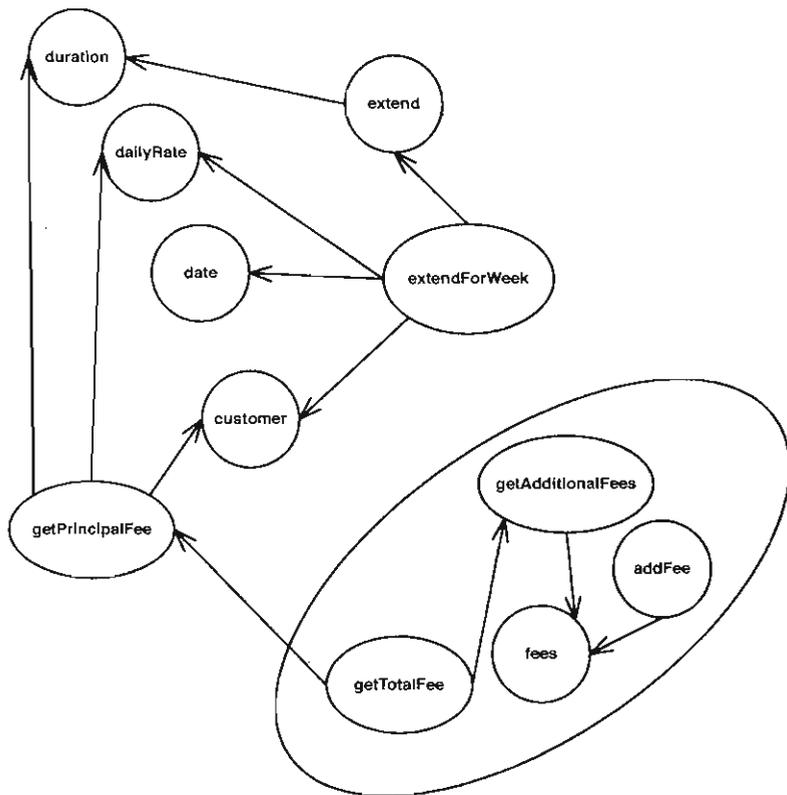 duration
extend
dailyRate
date
extendForWeek
customer
getAdditionalFees
getPrincipalFee
addFee
fees
getTotalFee